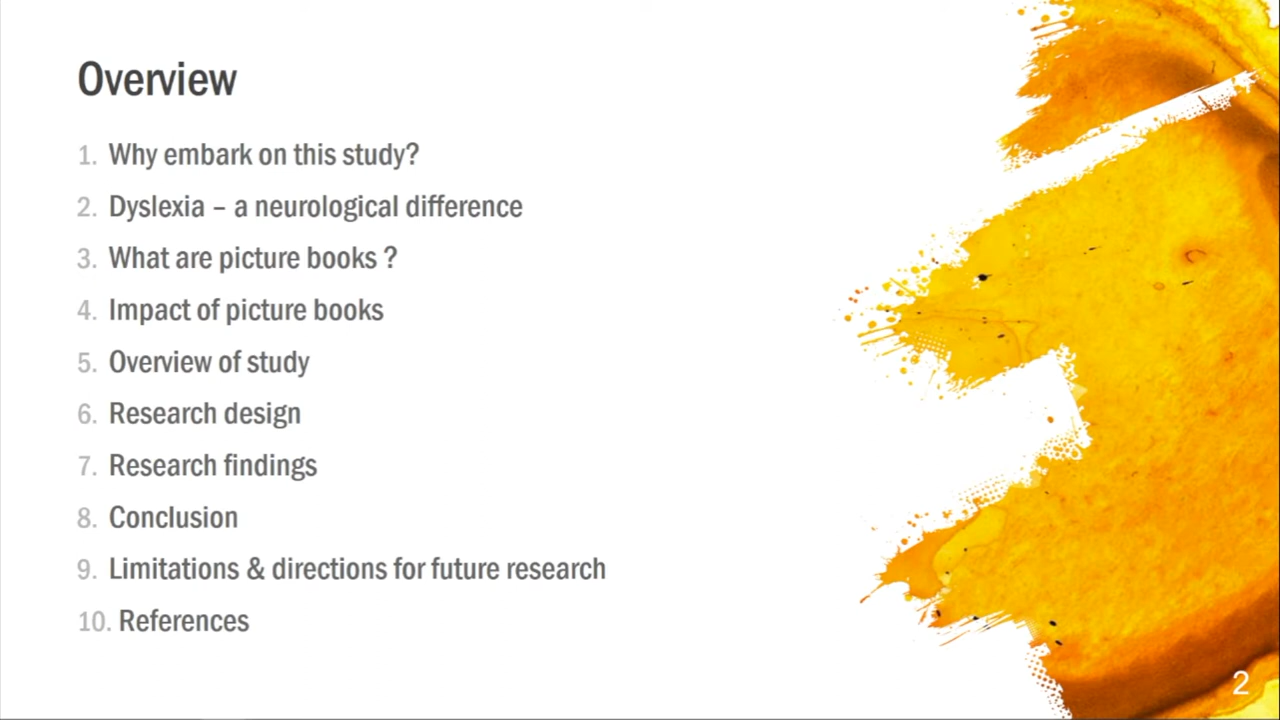 Overview
1. Why embark on this study?
2. Dyslexia – a neurological difference
3. What are picture books ?
4. Impact of picture books
5. Overview of study
6. Research design
7. Research findings
8. Conclusion
9. Limitations & directions for future research
10. References
2